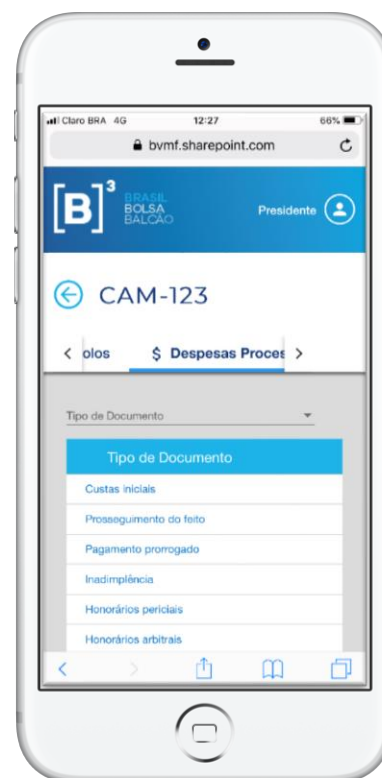 Claro BRA 4G 12:27 66%
bvmf.sharepoint.com
[B]³ BRASIL
BOLSA
BALCÃO
Presidente
CAM-123
olos $ Despesas Proces
Tipo de Documento
Tipo de Documento
Custas iniciais
Prosseguimento do feito
Pagamento prorrogado
Inadimplência
Honorários periciais
Honorários arbitrais